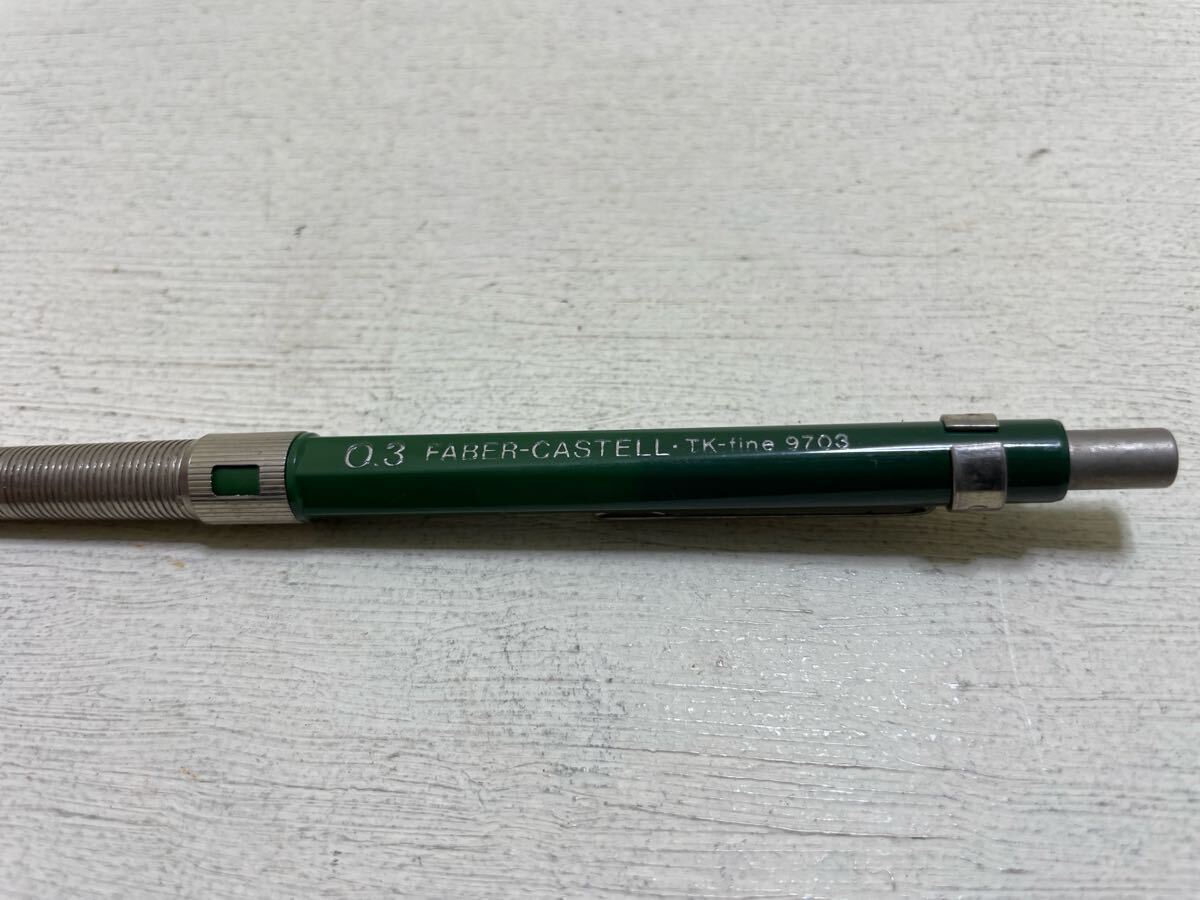 0.3 FABER-CASTELL· TK-fine 9703